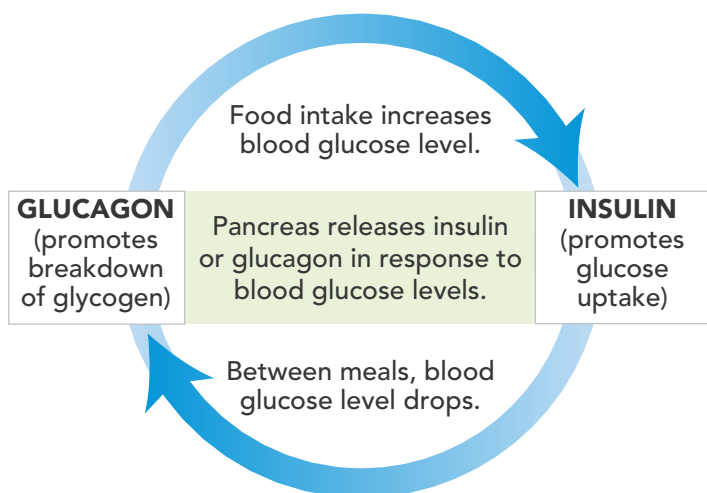 Food intake increases
blood glucose level.
GLUCAGON
(promotes
breakdown
of glycogen)
Pancreas releases insulin
or glucagon in response to
blood glucose levels.
INSULIN
(promotes
glucose
uptake)
Between meals, blood
glucose level drops.